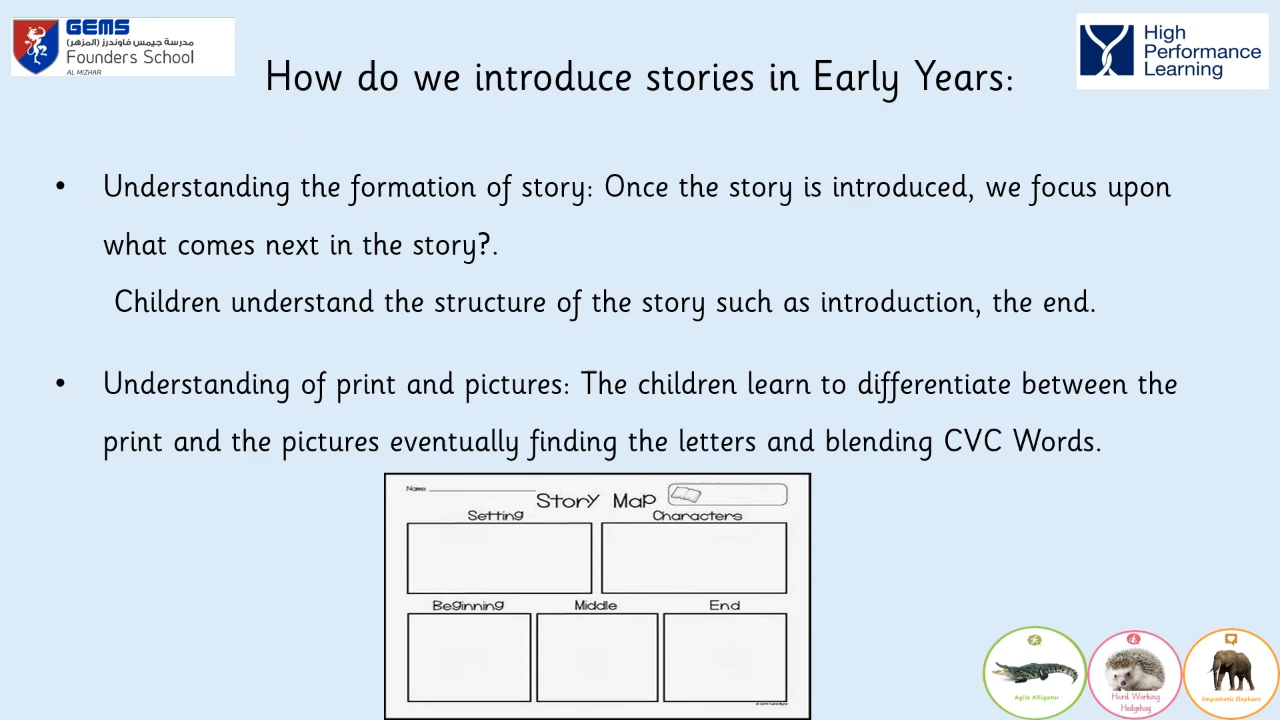 GEMS
مدرسة جيمس فاوندرز (المزهر)
Founders School
AL MIZHAR
High
Performance
Learning
How do we introduce stories in Early Years:
• Understanding the formation of story: Once the story is introduced, we focus upon
what comes next in the story?.
Children understand the structure of the story such as introduction, the end.
• Understanding of print and pictures: The children learn to differentiate between the
print and the pictures eventually finding the letters and blending CVC Words.
Name
Story Map
Setting Characters
Beginning Middle End
Agile Alligator
Hard Working
Hedgehog
Empathetic Elephant